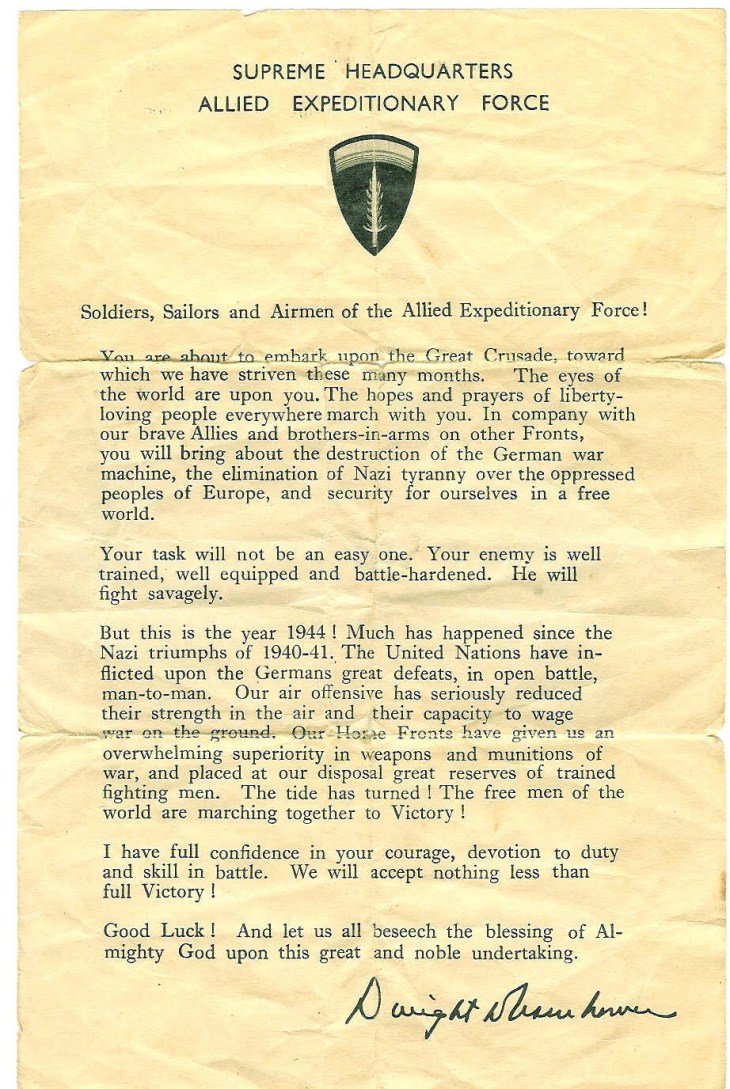 SUPREME HEADQUARTERS
ALLIED EXPEDITIONARY FORCE
Soldiers, Sailors and Airmen of the Allied Expeditionary Force!
You are about to embark upon the Great Crusade, toward
which we have striven these many months. The eyes of
the world are upon you. The hopes and prayers of liberty-
loving people everywhere march with you. In company with
our brave Allies and brothers-in-arms on other Fronts,
you will bring about the destruction of the German war
machine, the elimination of Nazi tyranny over the oppressed
peoples of Europe, and security for ourselves in a free
world.
Your task will not be an easy one. Your enemy is well
trained, well equipped and battle-hardened. He will
fight savagely.
But this is the year 1944! Much has happened since the
Nazi triumphs of 1940-41. The United Nations have in-
flicted upon the Germans great defeats, in open battle,
man-to-man. Our air offensive has seriously reduced
their strength in the air and their capacity to wage
war on the ground. Our Home Fronts have given us an
overwhelming superiority in weapons and munitions of
war, and placed at our disposal great reserves of trained
fighting men. The tide has turned! The free men of the
world are marching together to Victory!
I have full confidence in your courage, devotion to duty
and skill in battle. We will accept nothing less than
full Victory!
Good Luck! And let us all beseech the blessing of Al-
mighty God upon this great and noble undertaking.
Dwight D Eisenhower